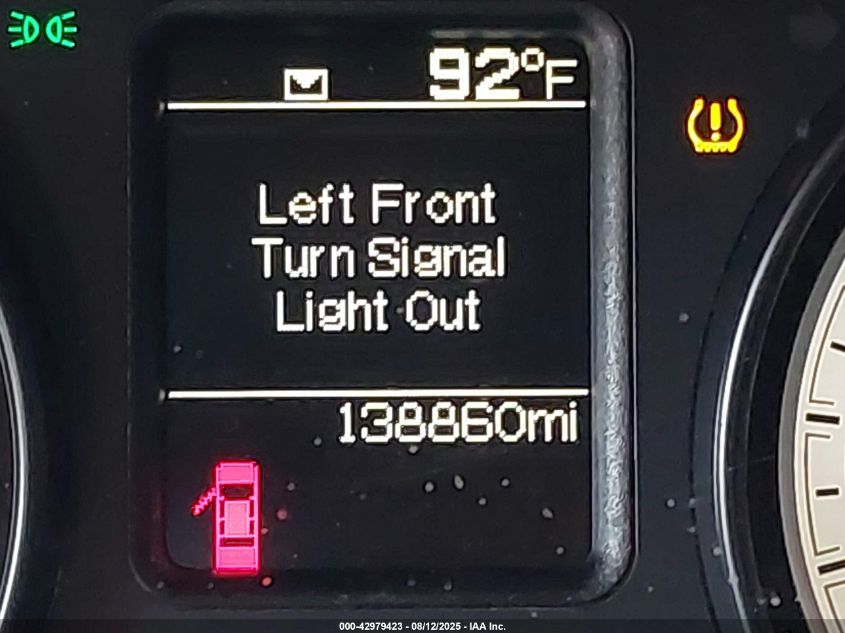 92°F
Left Front
Turn Signal
Light Out
138860mi
000-42979423 - 08/12/2025 - IAA Inc.